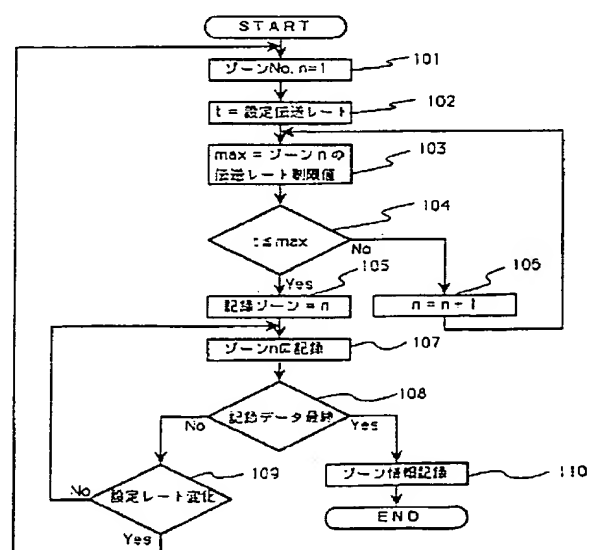 START
ゾーンNo. n=1
101
t = 設定伝送レート
102
max = ゾーン n の
伝送レート制限値
103
t≤max
104
No
Yes
105
記録ゾーン = n
106
n = n + 1
ゾーンnに記録
107
記録データ最終
108
No
Yes
設定レート変化
109
No
Yes
ゾーン情報記録
110
END